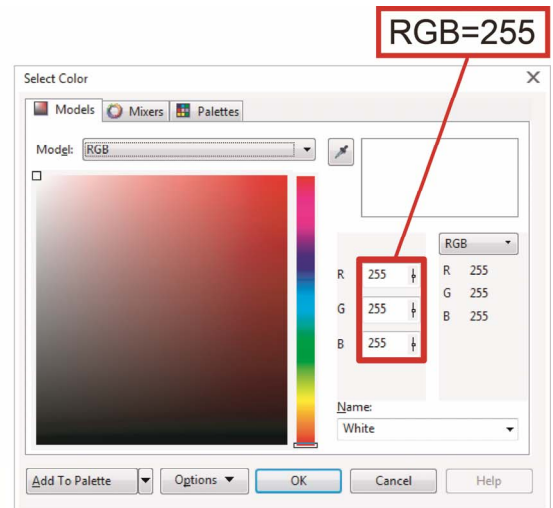 RGB=255
Select Color
Models Mixers Palettes
Model: RGB
RGB
R 255 R 255
G 255 G 255
B 255 B 255
Name:
White
Add To Palette Options OK Cancel Help